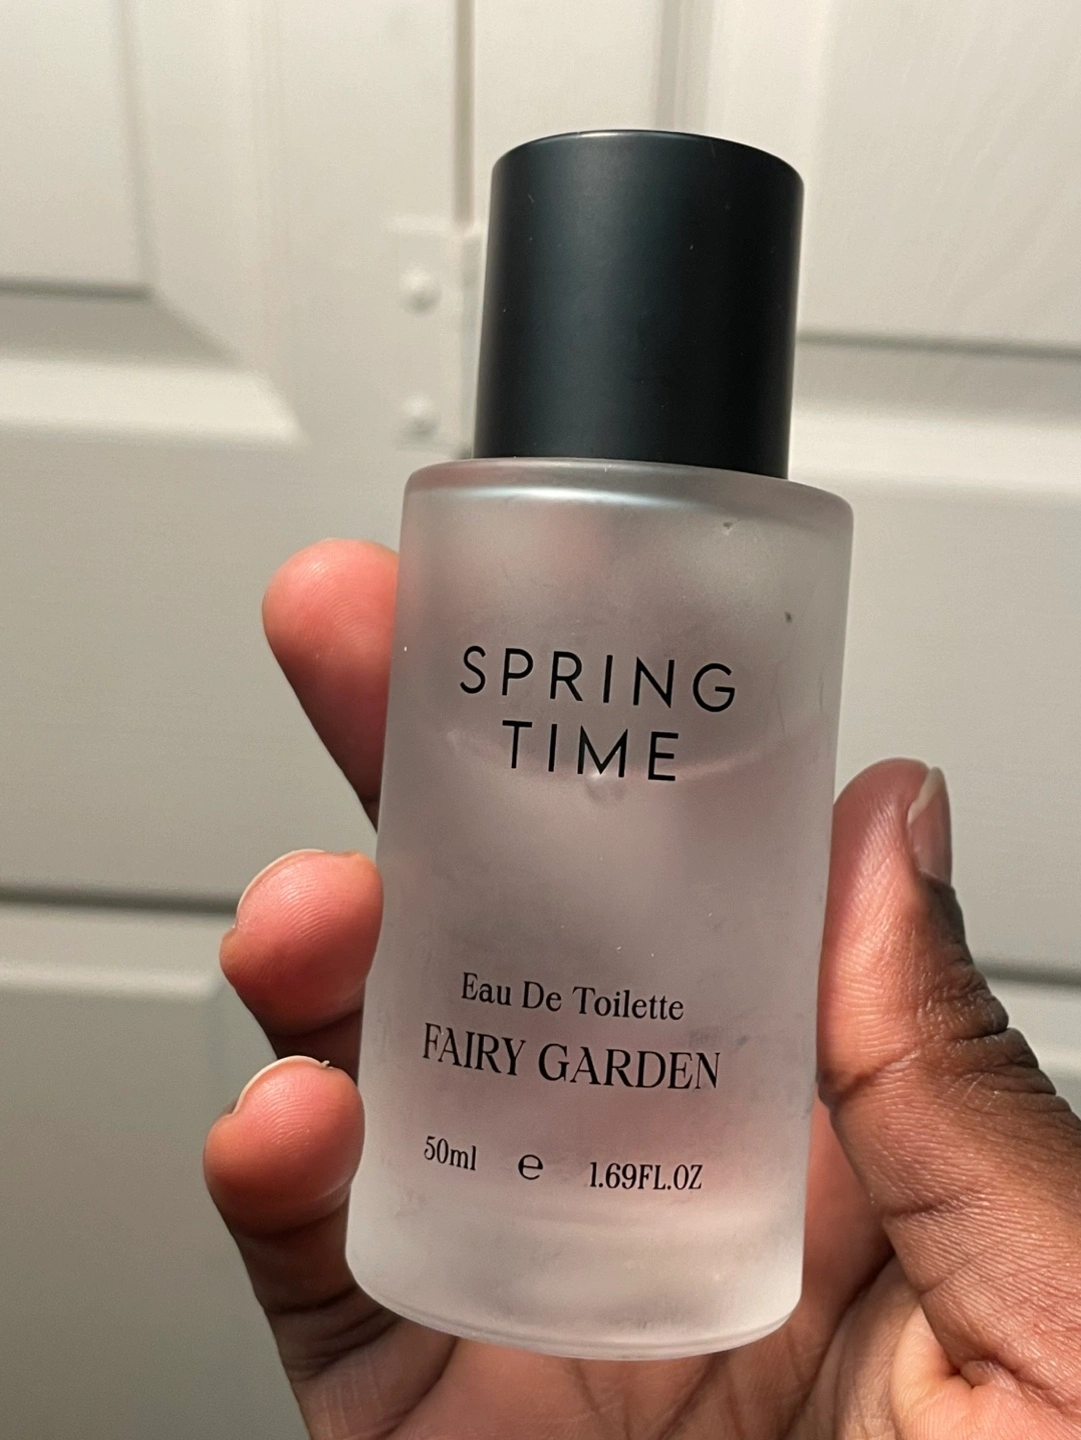 SPRING
TIME
Eau De Toilette
FAIRY GARDEN
50ml ℮ 1.69FL.OZ